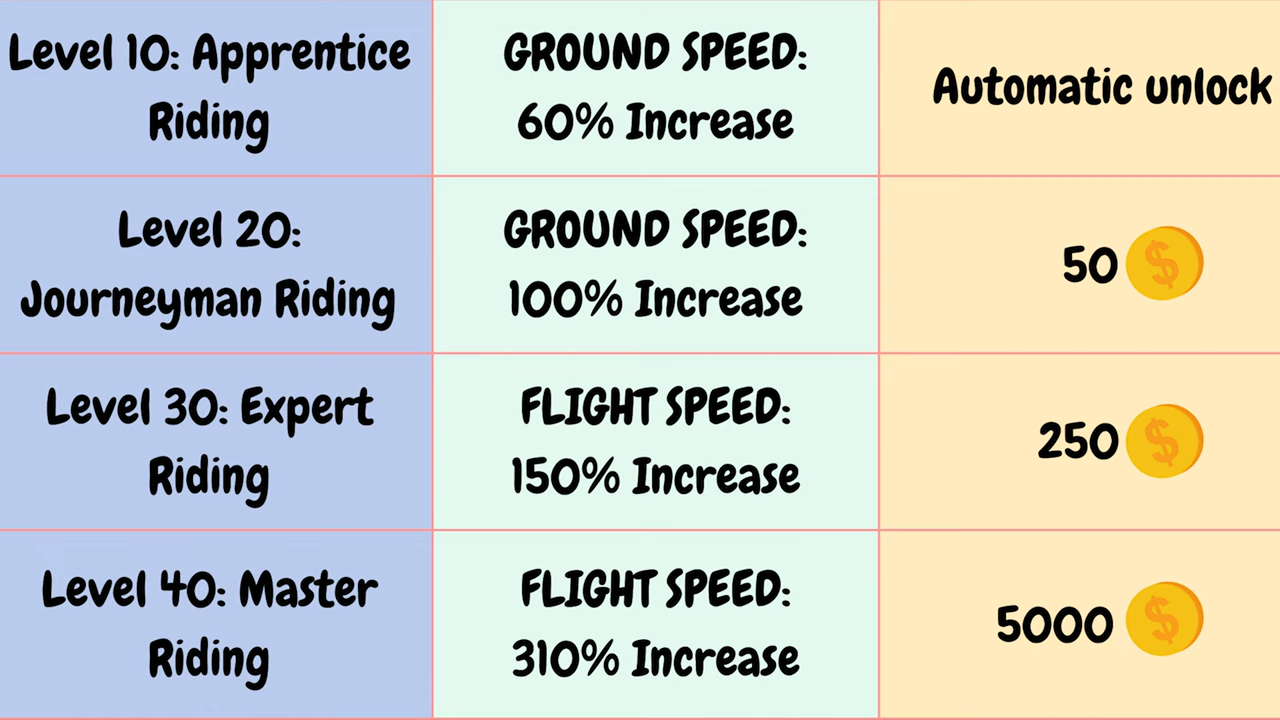 Level 10: Apprentice
Riding
GROUND SPEED:
60% Increase
Automatic unlock
Level 20:
Journeyman Riding
GROUND SPEED:
100% Increase
50 $
Level 30: Expert
Riding
FLIGHT SPEED:
150% Increase
250 $
Level 40: Master
Riding
FLIGHT SPEED:
310% Increase
5000 $